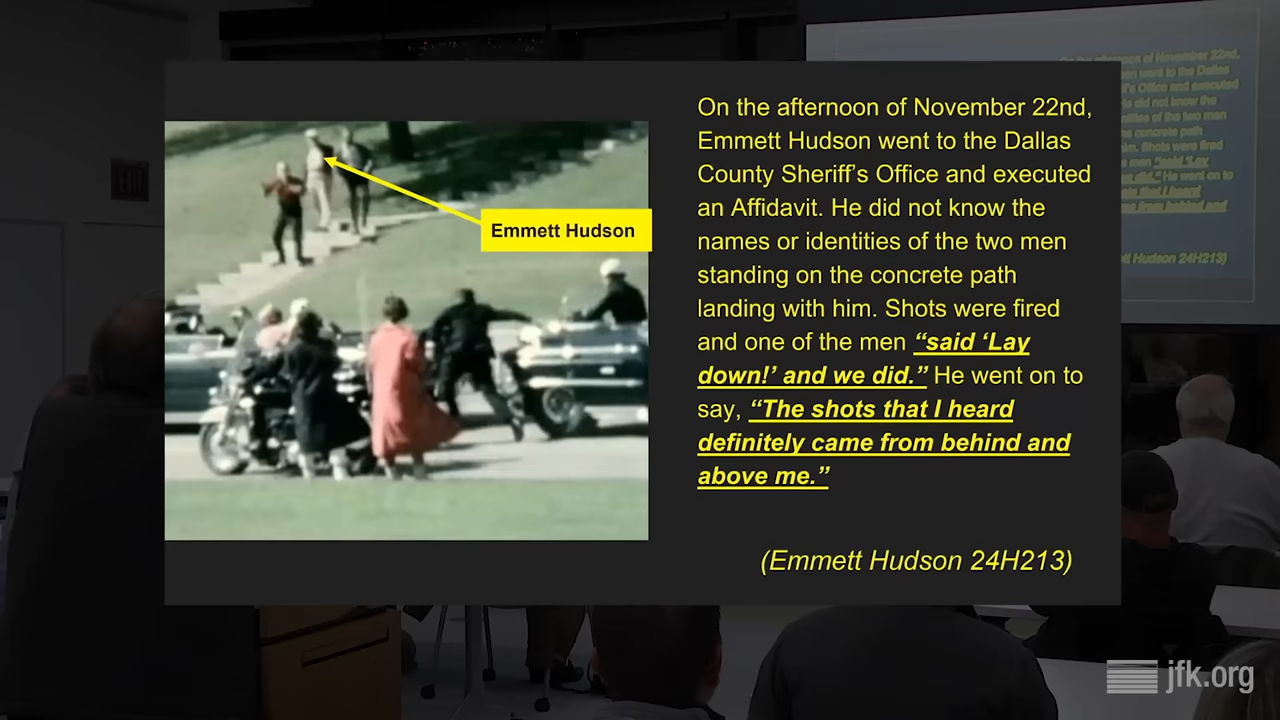 On the afternoon of November 22nd,
Emmett Hudson went to the Dallas
County Sheriff’s Office and executed
an Affidavit. He did not know the
names or identities of the two men
standing on the concrete path
landing with him. Shots were fired
and one of the men “said ‘Lay
down!’ and we did.” He went on to
say, “The shots that I heard
definitely came from behind and
above me.”
(Emmett Hudson 24H213)
Emmett Hudson
EXIT
jfk.org